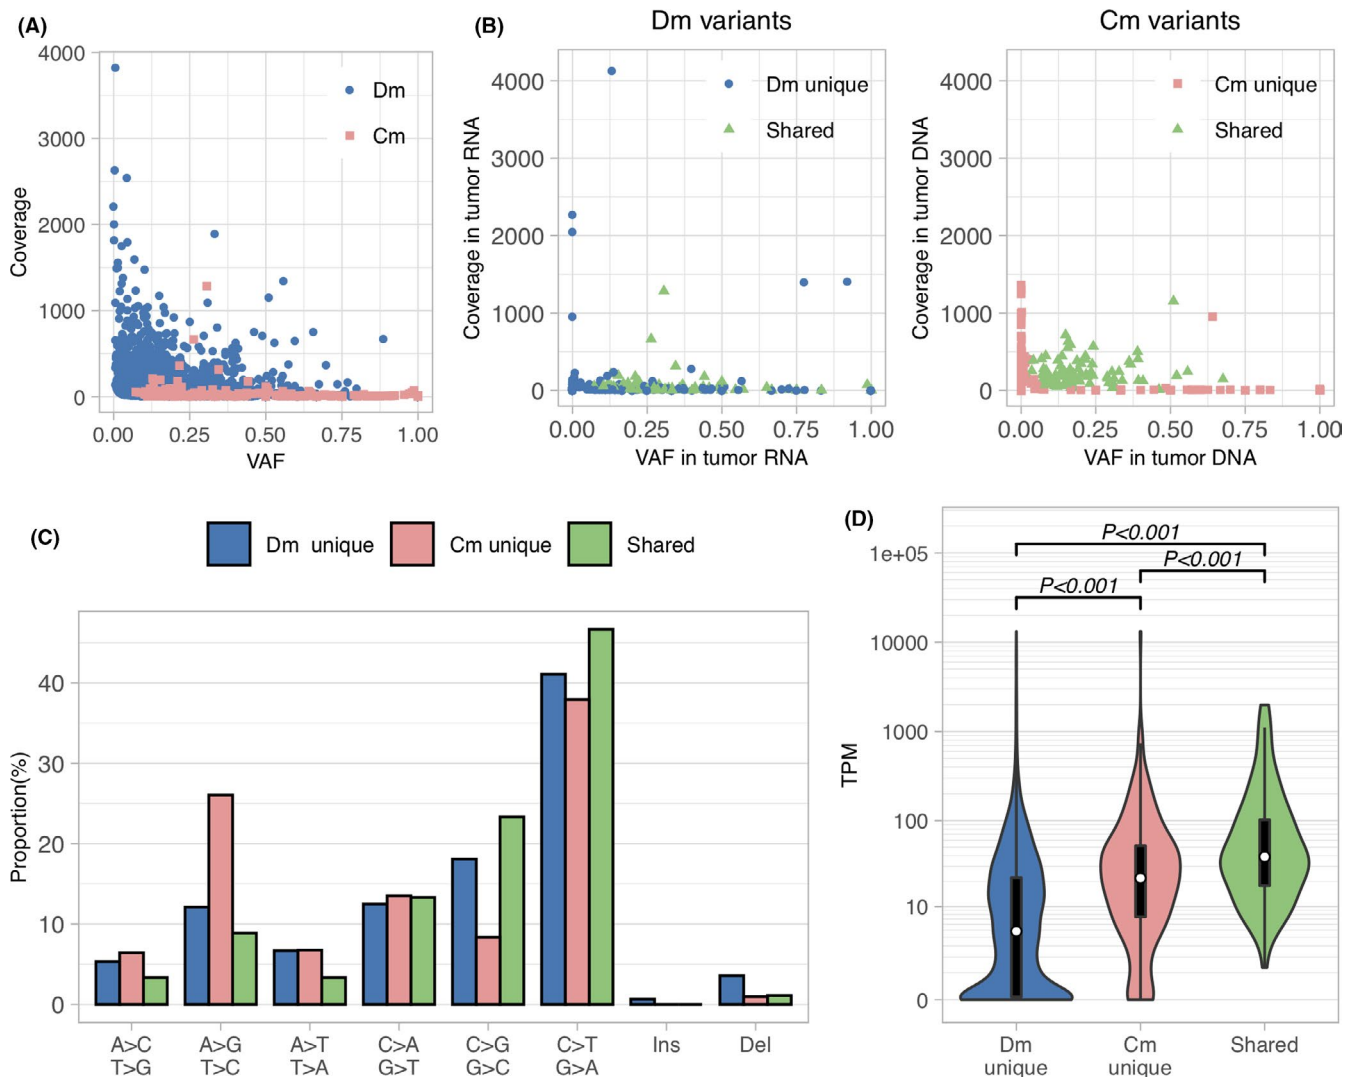 (A)
4000
3000
2000
1000
0
Coverage
0.00 0.25 0.50 0.75 1.00
VAF
Dm
Cm
(B)
Dm variants
4000
3000
2000
1000
0
Coverage in tumor RNA
0.00 0.25 0.50 0.75 1.00
VAF in tumor RNA
Dm unique
Shared
Cm variants
4000
3000
2000
1000
0
Coverage in tumor DNA
0.00 0.25 0.50 0.75 1.00
VAF in tumor DNA
Cm unique
Shared
(C)
Dm unique Cm unique Shared
40
30
20
10
0
Proportion(%)
A>C A>G A>T C>A C>G C>T Ins Del
T>G T>C T>A G>T G>C G>A
(D)
P<0.001
P<0.001
P<0.001
1e+05
10000
1000
100
10
0
TPM
Dm Cm Shared
unique unique